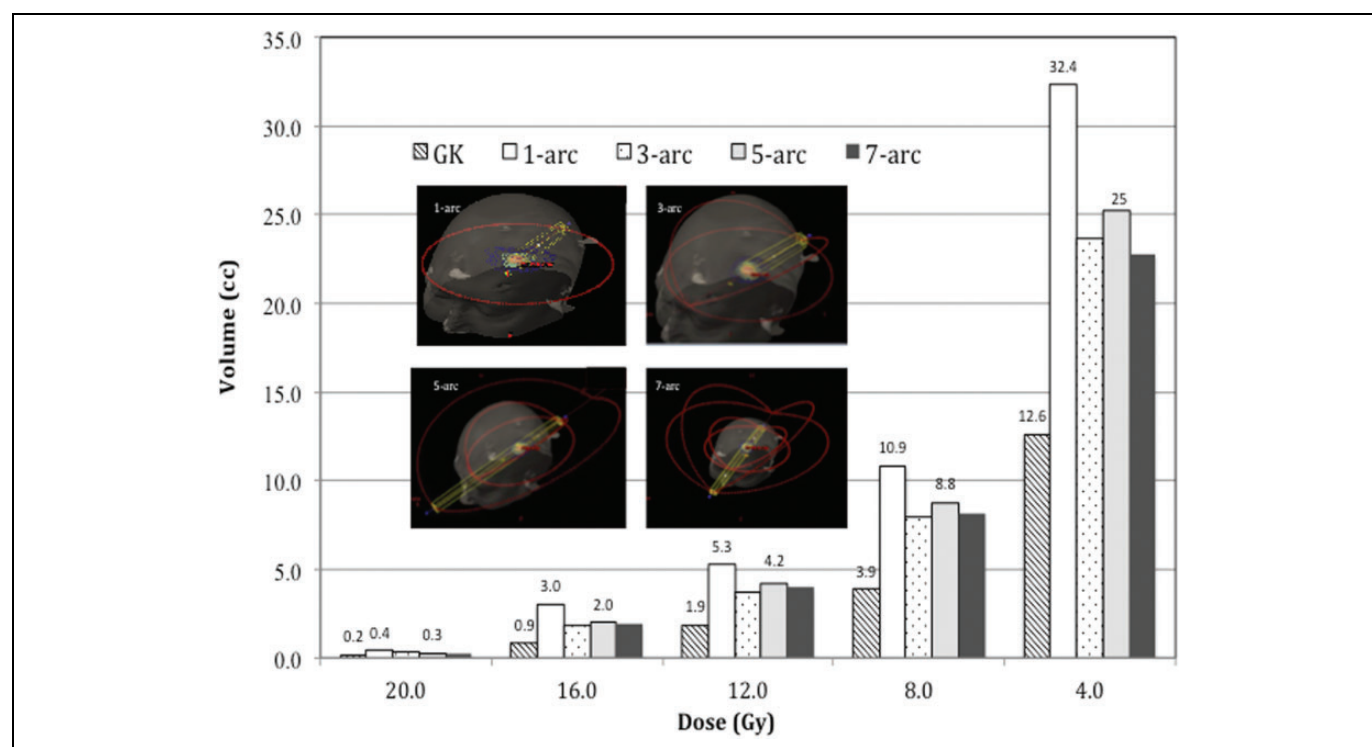 35.0
30.0
25.0
20.0
15.0
10.0
5.0
0.0
Volume (cc)
GK 1-arc 3-arc 5-arc 7-arc
1-arc
3-arc
5-arc
7-arc
0.2 0.4 0.3
0.9 3.0 2.0
1.9 5.3 4.2
3.9 10.9 8.8
12.6 32.4 25
20.0 16.0 12.0 8.0 4.0
Dose (Gy)